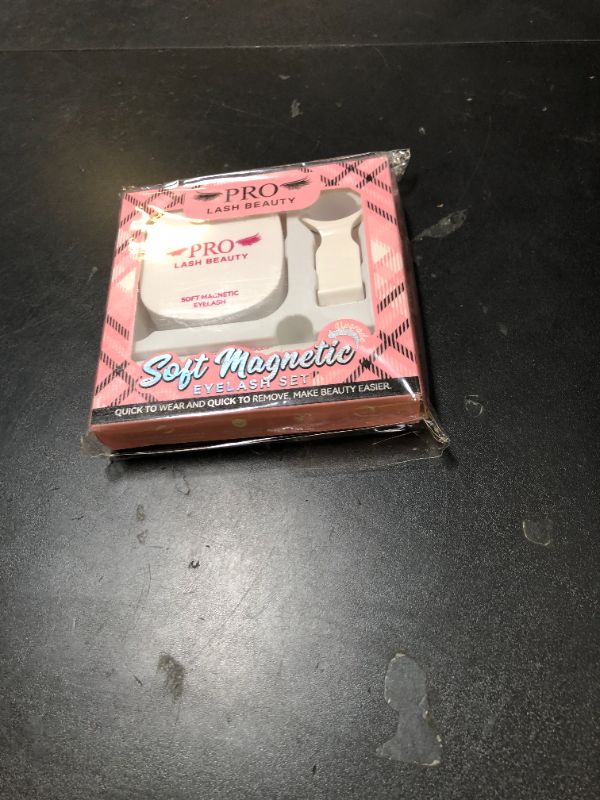 PRO
LASH BEAUTY
PRO
LASH BEAUTY
SOFT MAGNETIC
EYELASH
Upgrade
Soft Magnetic
EYELASH SET
QUICK TO WEAR AND QUICK TO REMOVE, MAKE BEAUTY EASIER.